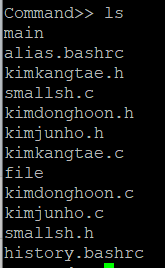 Command>> ls
main
alias.bashrc
kimkangtae.h
smallsh.c
kimdonghoon.h
kimjunho.h
kimkangtae.c
file
kimdonghoon.c
kimjunho.c
smallsh.h
history.bashrc